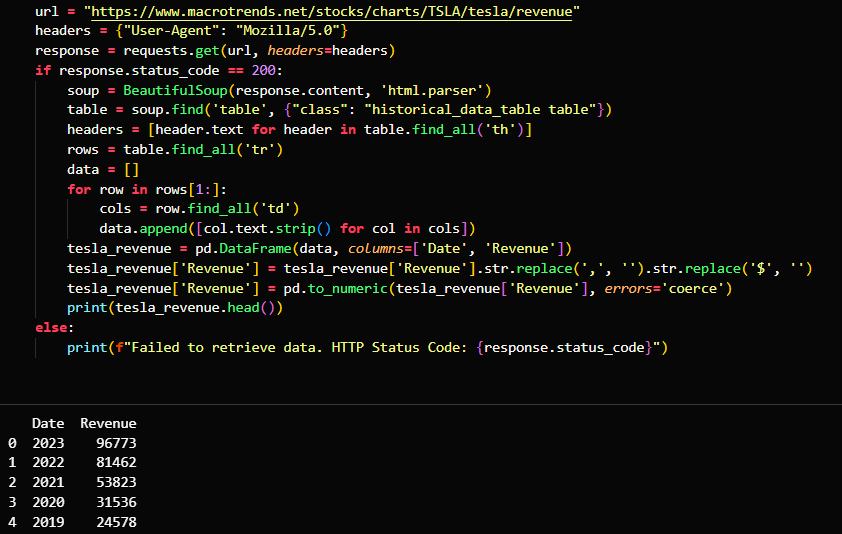 url = "https://www.macrotrends.net/stocks/charts/TSLA/tesla/revenue"
headers = {"User-Agent": "Mozilla/5.0"}
response = requests.get(url, headers=headers)
if response.status_code == 200:
    soup = BeautifulSoup(response.content, 'html.parser')
    table = soup.find('table', {"class": "historical_data_table table"})
    headers = [header.text for header in table.find_all('th')]
    rows = table.find_all('tr')
    data = []
    for row in rows[1:]:
        cols = row.find_all('td')
        data.append([col.text.strip() for col in cols])
    tesla_revenue = pd.DataFrame(data, columns=['Date', 'Revenue'])
    tesla_revenue['Revenue'] = tesla_revenue['Revenue'].str.replace(',', '').str.replace('$', '')
    tesla_revenue['Revenue'] = pd.to_numeric(tesla_revenue['Revenue'], errors='coerce')
    print(tesla_revenue.head())
else:
    print(f"Failed to retrieve data. HTTP Status Code: {response.status_code}")
   Date  Revenue
0  2023    96773
1  2022    81462
2  2021    53823
3  2020    31536
4  2019    24578